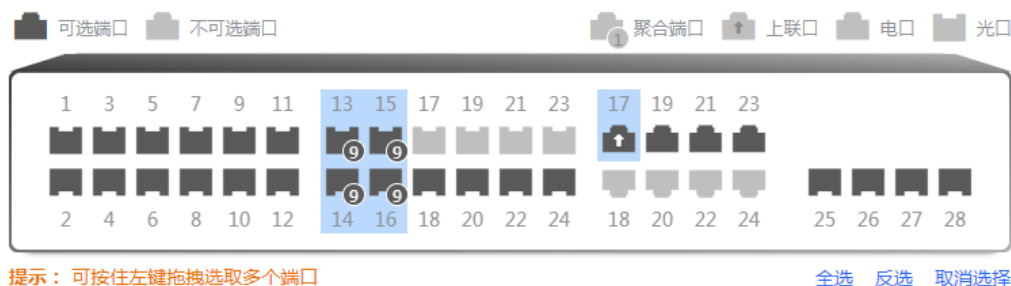 可选端口 不可选端口 1 聚合端口 上联口 电口 光口
1 3 5 7 9 11 13 15 17 19 21 23 17 19 21 23
9 9
9 9
2 4 6 8 10 12 14 16 18 20 22 24 18 20 22 24 25 26 27 28
提示： 可按住左键拖拽选取多个端口 全选 反选 取消选择